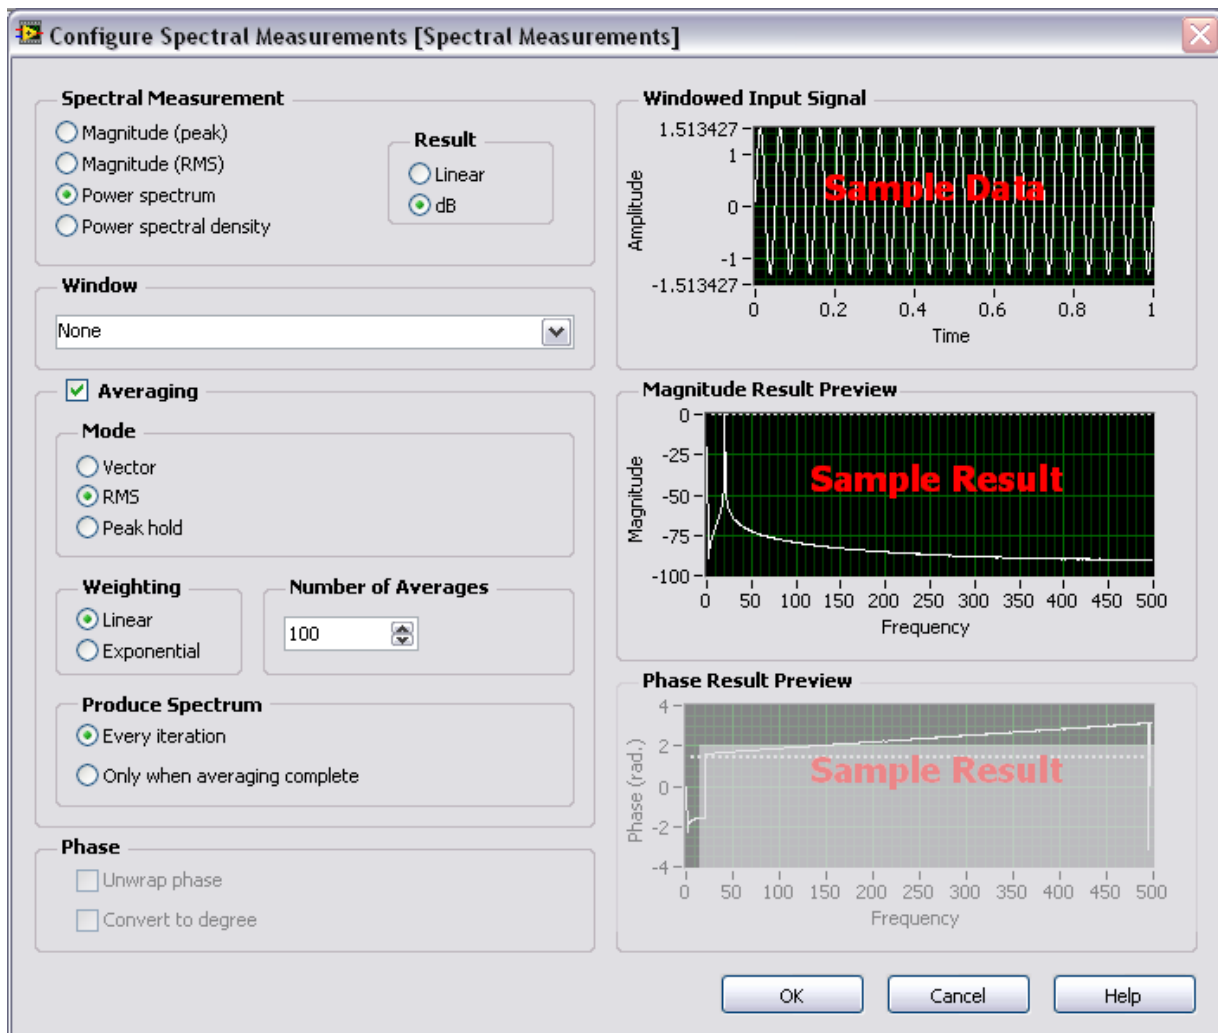 Configure Spectral Measurements [Spectral Measurements]
Spectral Measurement
Magnitude (peak)
Magnitude (RMS)
Power spectrum
Power spectral density
Result
Linear
dB
Window
None
Averaging
Mode
Vector
RMS
Peak hold
Weighting
Linear
Exponential
Number of Averages
100
Produce Spectrum
Every iteration
Only when averaging complete
Phase
Unwrap phase
Convert to degree
Windowed Input Signal
1.513427
1
0
-1
-1.513427
Amplitude
Sample Data
0 0.2 0.4 0.6 0.8 1
Time
Magnitude Result Preview
0
-25
-50
-75
-100
Magnitude
Sample Result
0 50 100 150 200 250 300 350 400 450 500
Frequency
Phase Result Preview
4
2
0
-2
-4
Phase (rad.)
Sample Result
0 50 100 150 200 250 300 350 400 450 500
Frequency
OK Cancel Help